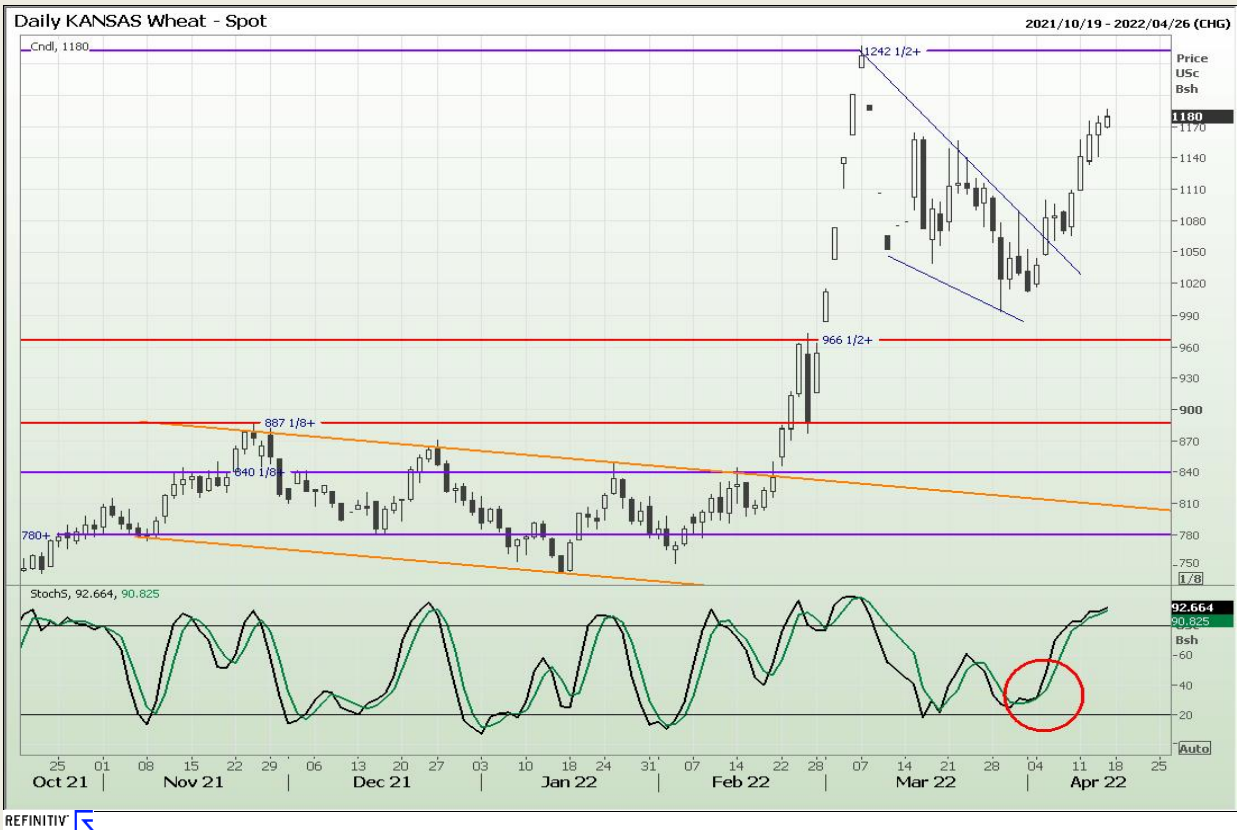 Daily KANSAS Wheat - Spot
2021/10/19 - 2022/04/26 (CHG)
Cndl, 1180
1242 1/2+
Price
USc
Bsh
1180
1170
1140
1110
1080
1050
1020
990
966 1/2+
960
930
900
887 1/8+
870
840 1/8+
840
810
780+
780
750
1/8
StochS, 92.664, 90.825
92.664
90.825
Bsh
60
40
20
Auto
25 01 08 15 22 29 06 13 20 27 03 10 18 24 31 07 14 22 28 07 14 21 28 04 11 18 25
Oct 21 Nov 21 Dec 21 Jan 22 Feb 22 Mar 22 Apr 22
REFINITIV